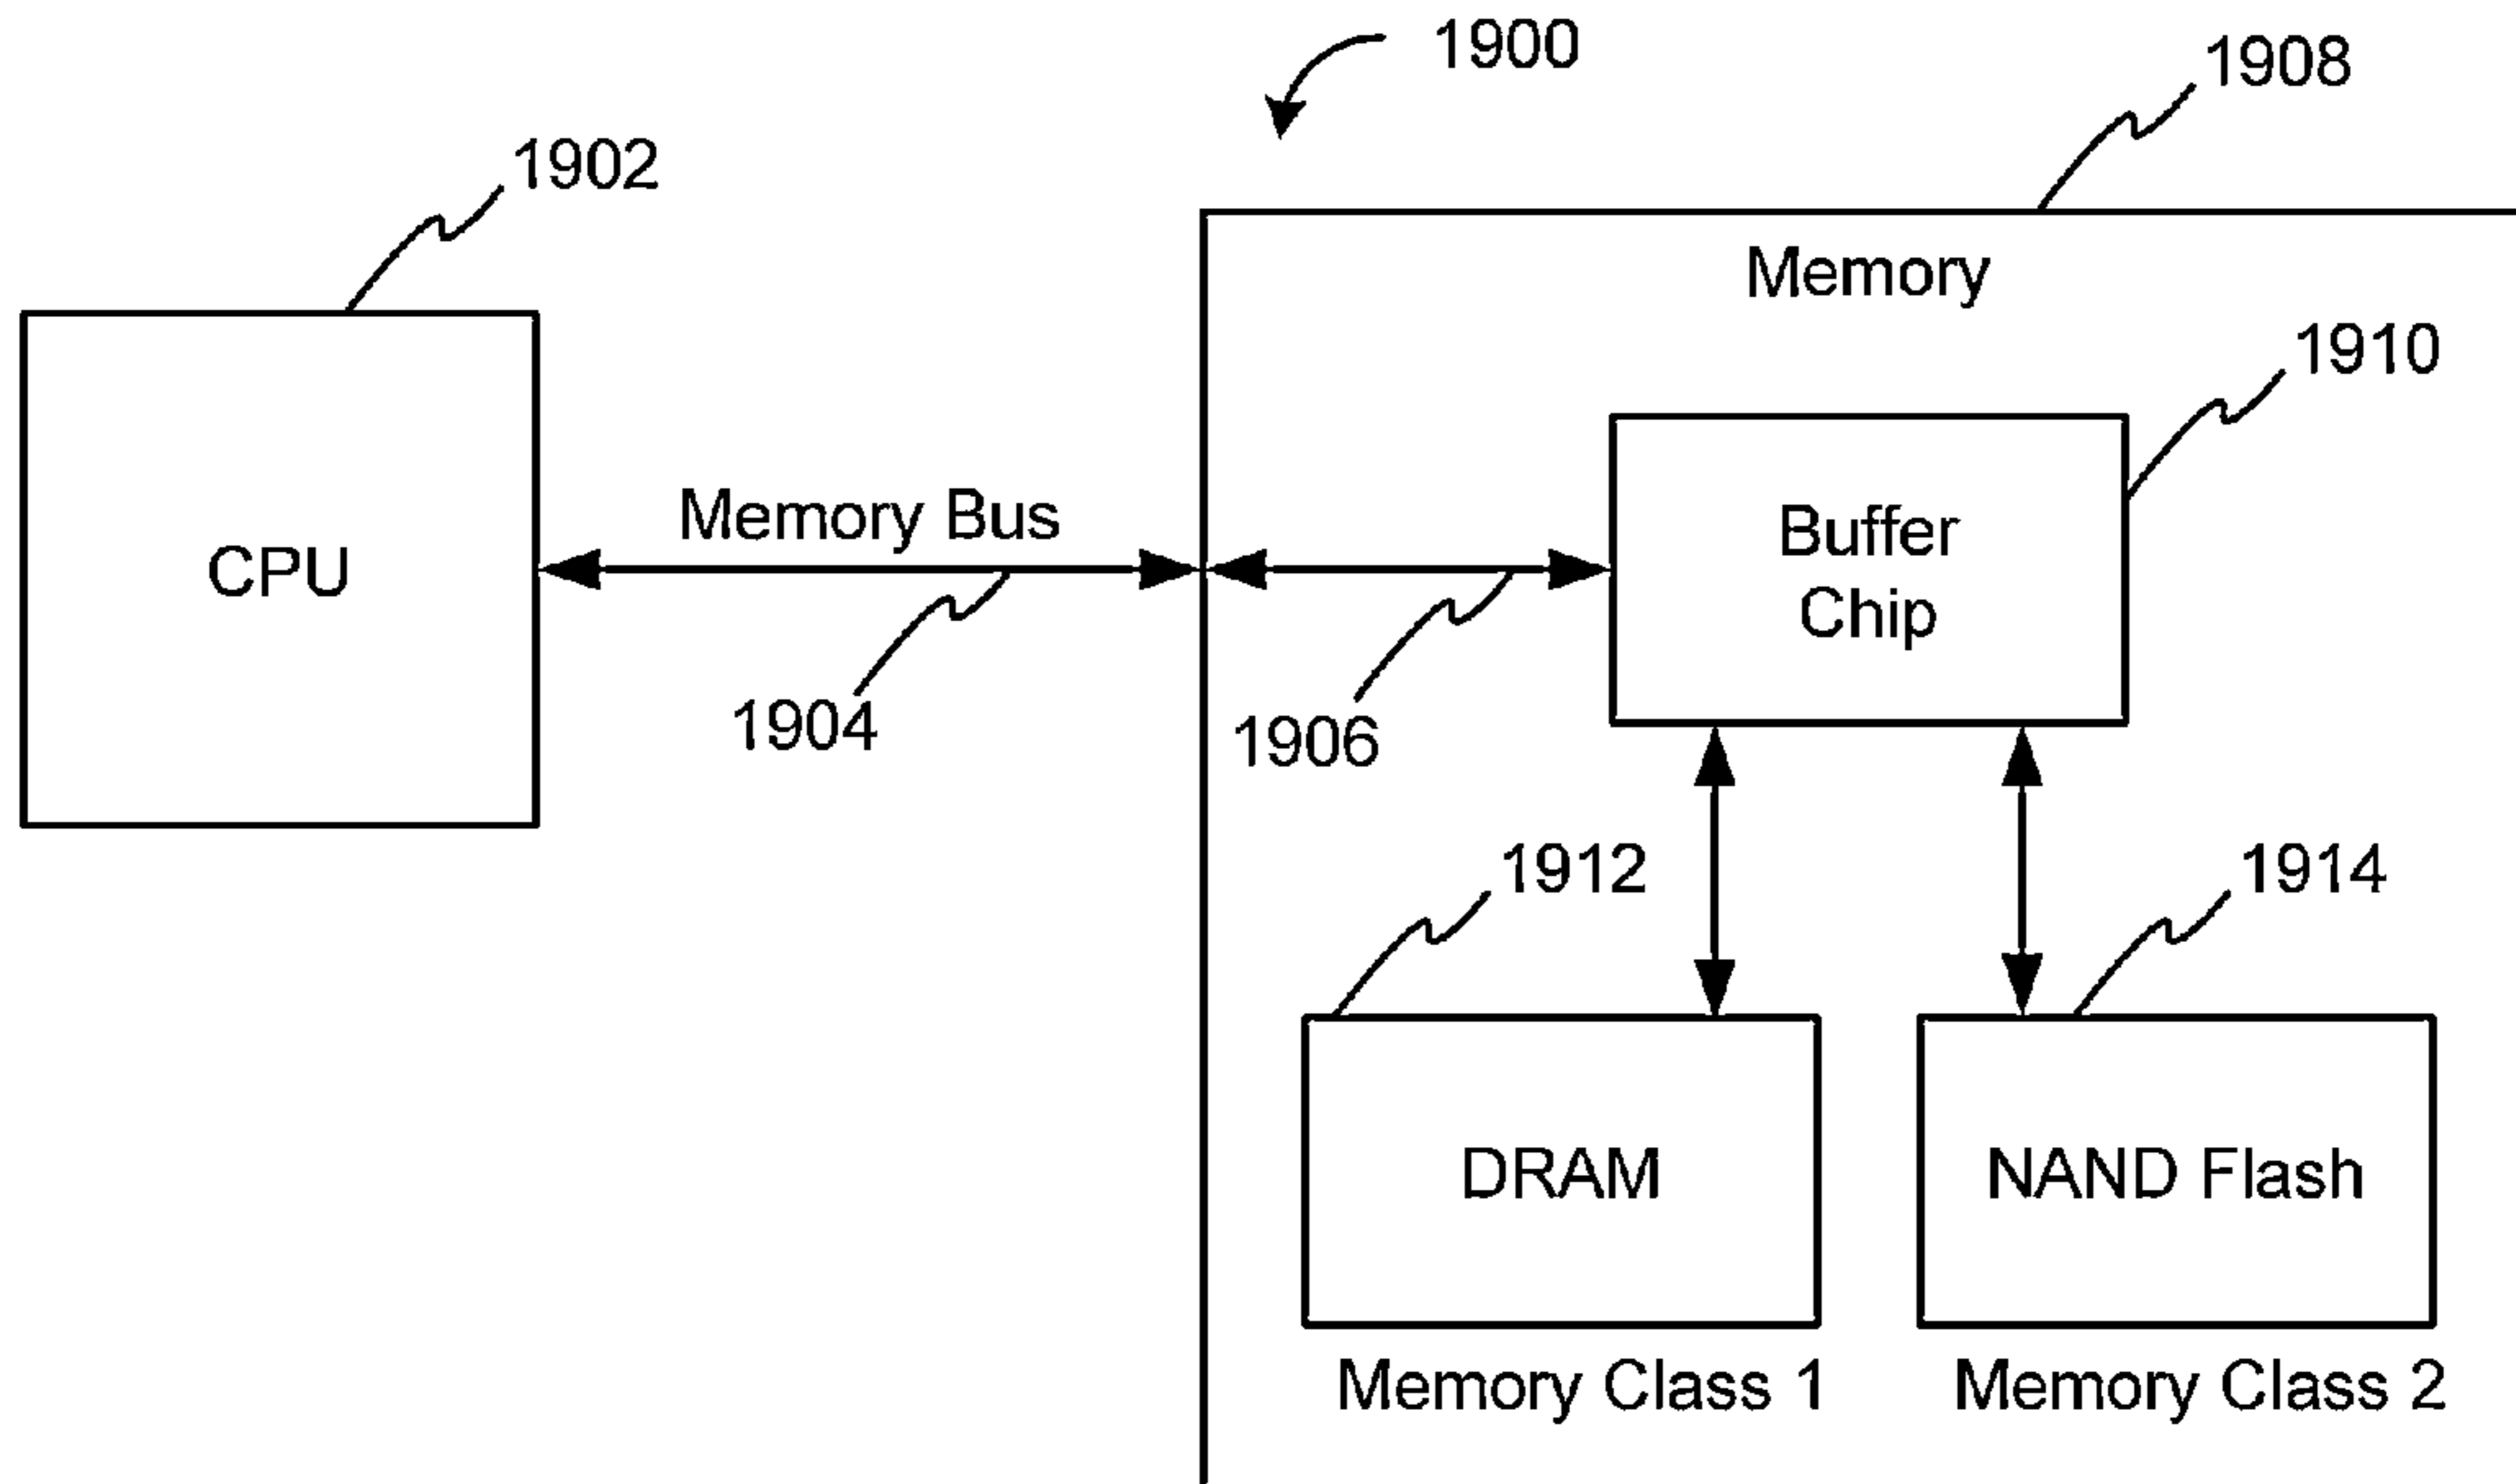 1900
1908
1902
Memory
1910
Memory Bus
Buffer
Chip
CPU
1904
1906
1912
1914
DRAM
NAND Flash
Memory Class 1
Memory Class 2